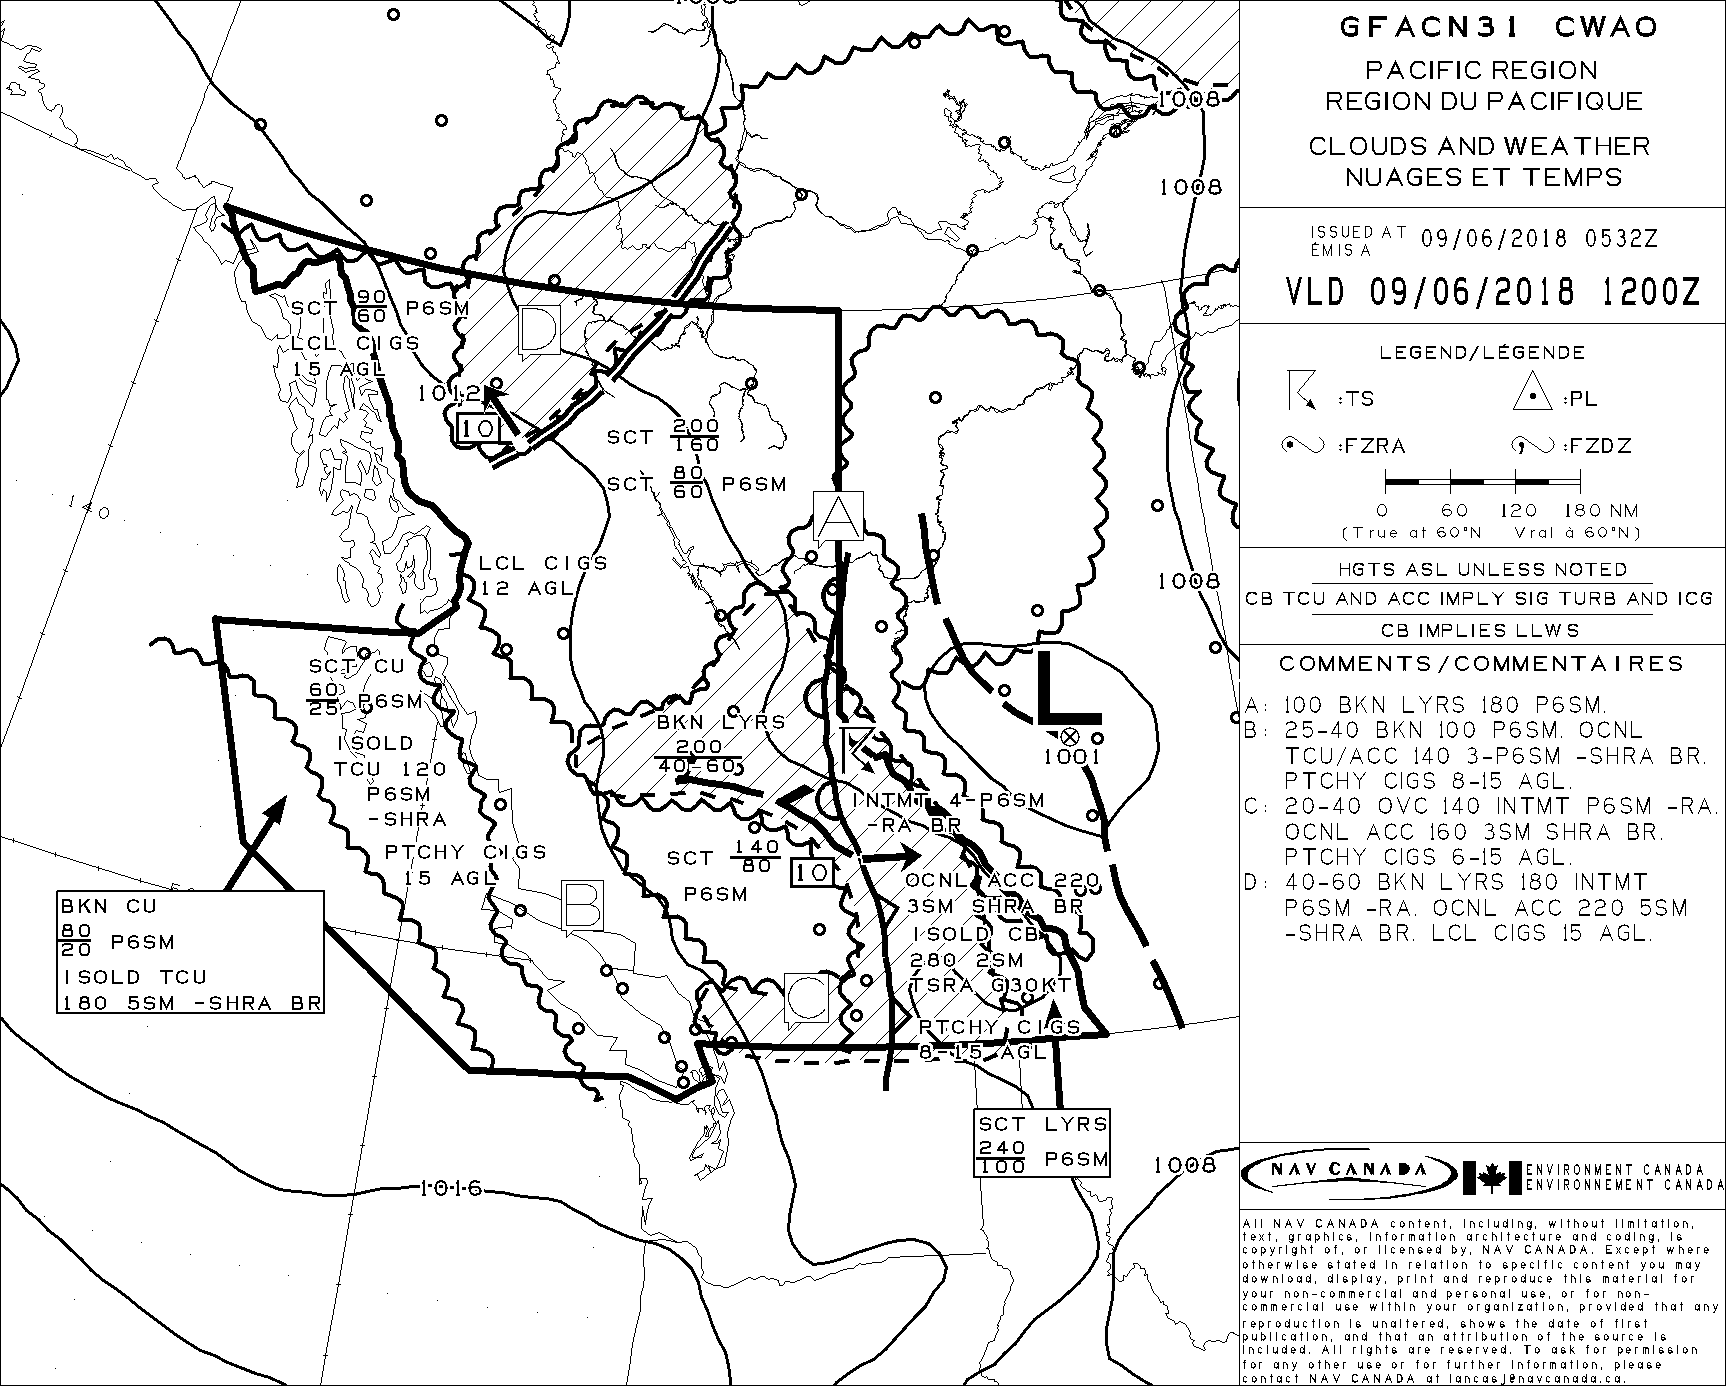 GFACN31 CWAO
PACIFIC REGION
REGION DU PACIFIQUE
CLOUDS AND WEATHER
NUAGES ET TEMPS
ISSUED AT
ÉMIS A
09/06/2018 0532Z
VLD 09/06/2018 1200Z
LEGEND/LÉGENDE
:TS
:PL
:FZRA
:FZDZ
0 60 120 180 NM
(True at 60°N Vrai à 60°N)
HGTS ASL UNLESS NOTED
CB TCU AND ACC IMPLY SIG TURB AND ICG
CB IMPLIES LLWS
COMMENTS/COMMENTAIRES
A: 100 BKN LYRS 180 P6SM.
B: 25-40 BKN 100 P6SM. OCNL
TCU/ACC 140 3-P6SM -SHRA BR.
PTCHY CIGS 8-15 AGL.
C: 20-40 OVC 140 INTMT P6SM -RA.
OCNL ACC 160 3SM SHRA BR.
PTCHY CIGS 6-15 AGL.
D: 40-60 BKN LYRS 180 INTMT
P6SM -RA. OCNL ACC 220 5SM
-SHRA BR. LCL CIGS 15 AGL.
NAV CANADA
ENVIRONMENT CANADA
ENVIRONNEMENT CANADA
All NAV CANADA content, including, without limitation,
text, graphics, information architecture and coding, is
copyright of, or licensed by, NAV CANADA. Except where
otherwise stated in relation to specific content you may
download, display, print and reproduce this material for
your non-commercial and personal use, or for non-
commercial use within your organization, provided that any
reproduction is unaltered, shows the date of first
publication, and that an attribution of the source is
included. All rights are reserved. To ask for permission
for any other use or for further information, please
contact NAV CANADA at lancasj@navcanada.ca.
1008
1008
1008
1008
1008
SCT 90/60 P6SM
LCL CIGS
15 AGL
D
1012
10
SCT 200/160
SCT 80/60 P6SM
140
A
LCL CIGS
12 AGL
SCT CU
60/25 P6SM
ISOLD
TCU 120
P6SM
-SHRA
PTCHY CIGS
15 AGL
BKN LYRS
200/40-60
L
1001
INTMT 4-P6SM
-RA BR
SCT 140/80
P6SM
10
B
OCNL ACC 220
3SM SHRA BR
ISOLD CB
280 2SM
TSRA G30KT
PTCHY CIGS
8-15 AGL
C
BKN CU
80/20 P6SM
ISOLD TCU
180 5SM -SHRA BR
SCT LYRS
240/100 P6SM
1016